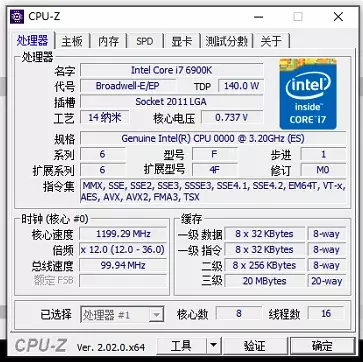 CPU-Z
处理器 主板 内存 SPD 显卡 测試分數 关于
处理器
名字 Intel Core i7 6900K
代号 Broadwell-E/EP TDP 140.0 W
插槽 Socket 2011 LGA
工艺 14 纳米 核心电压 0.737 V
intel
inside™
CORE™ i7
规格 Genuine Intel(R) CPU 0000 @ 3.20GHz (ES)
系列 6 型号 F 步进 1
扩展系列 6 扩展型号 4F 修订 M0
指令集 MMX, SSE, SSE2, SSE3, SSSE3, SSE4.1, SSE4.2, EM64T, VT-x,
AES, AVX, AVX2, FMA3, TSX
时钟 (核心 #0)
核心速度 1199.29 MHz
倍频 x 12.0 (12.0 - 36.0)
总线速度 99.94 MHz
额定 FSB
缓存
一级 数据 8 x 32 KBytes 8-way
一级 指令 8 x 32 KBytes 8-way
二级 8 x 256 KBytes 8-way
三级 20 MBytes 20-way
已选择 处理器 #1 核心数 8 线程数 16
CPU-Z Ver. 2.02.0.x64 工具 验证 确定